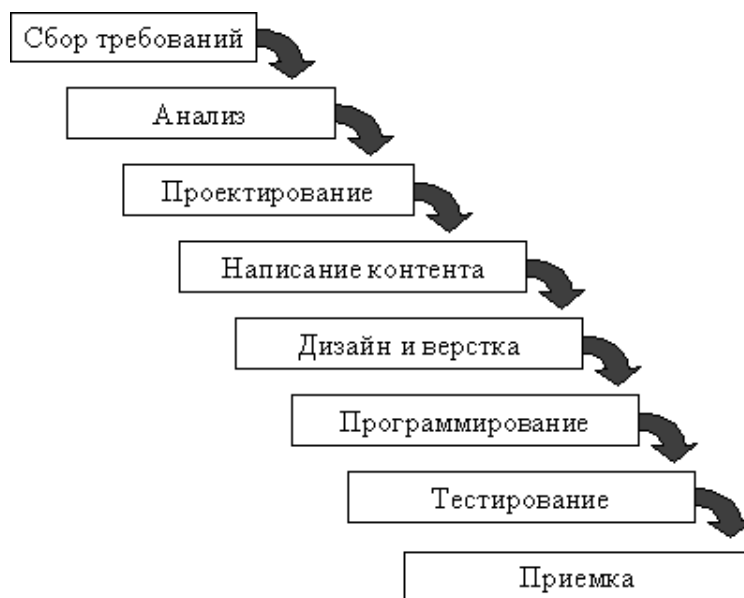 Сбор требований
Анализ
Проектирование
Написание контента
Дизайн и верстка
Программирование
Тестирование
Приемка